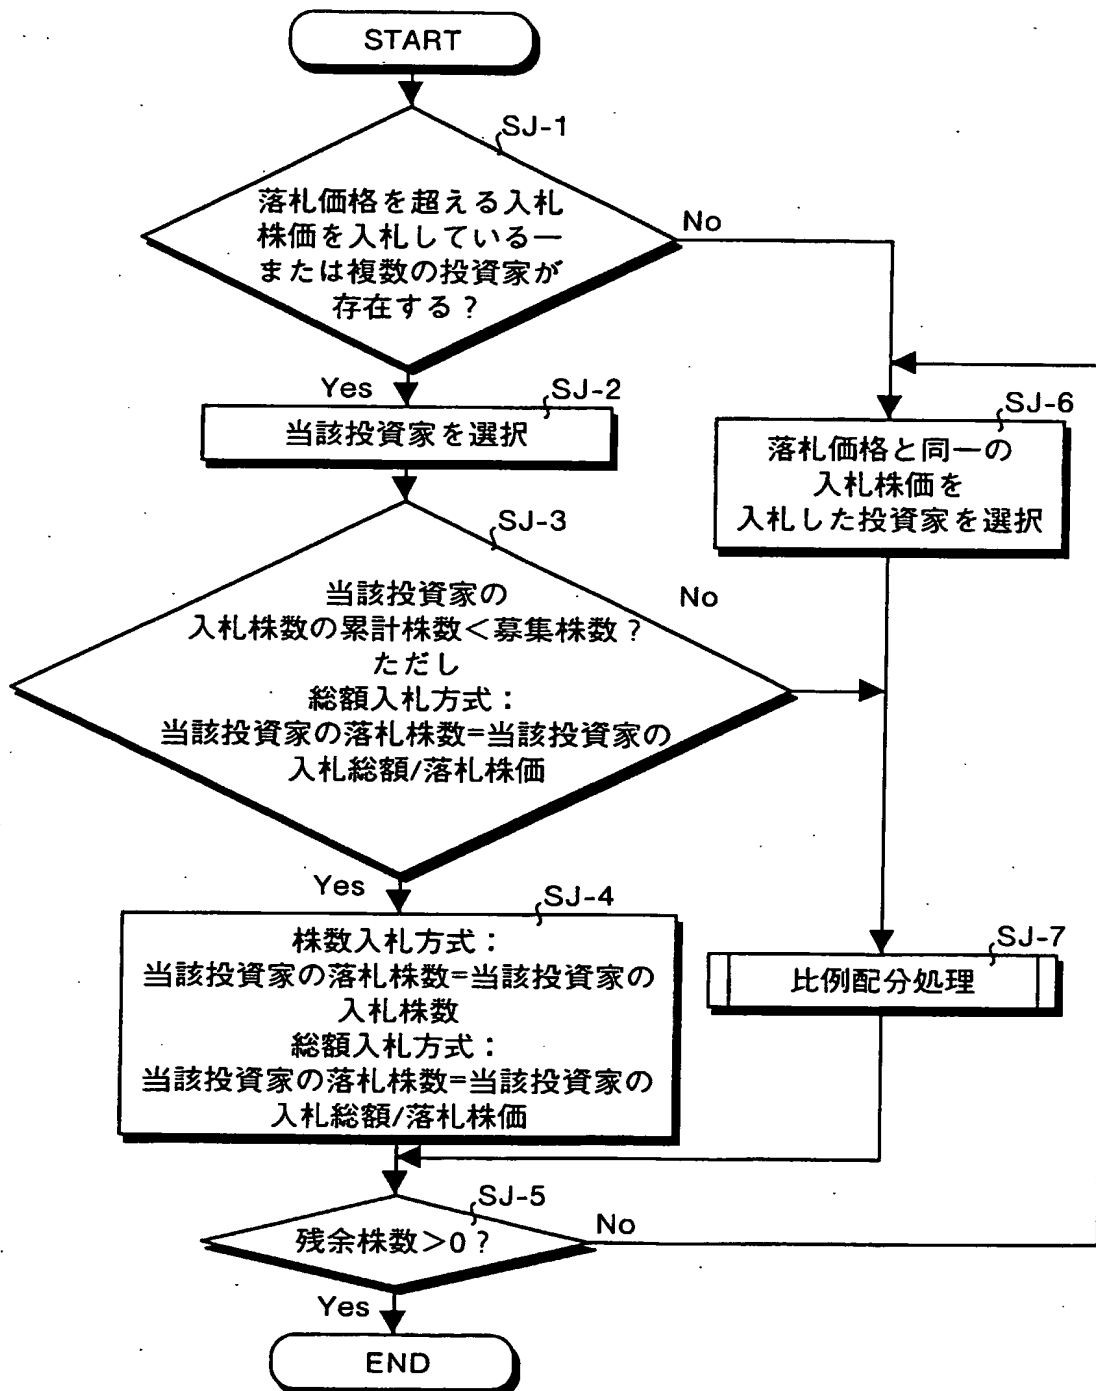 START
SJ-1
落札価格を超える入札
株価を入札している一
または複数の投資家が
存在する？
No
Yes
SJ-2
当該投資家を選択
SJ-6
落札価格と同一の
入札株価を
入札した投資家を選択
SJ-3
当該投資家の
入札株数の累計株数＜募集株数？
ただし
総額入札方式：
当該投資家の落札株数=当該投資家の
入札総額/落札株価
No
Yes
SJ-4
株数入札方式：
当該投資家の落札株数=当該投資家の
入札株数
総額入札方式：
当該投資家の落札株数=当該投資家の
入札総額/落札株価
SJ-7
比例配分処理
SJ-5
残余株数＞0？
No
Yes
END